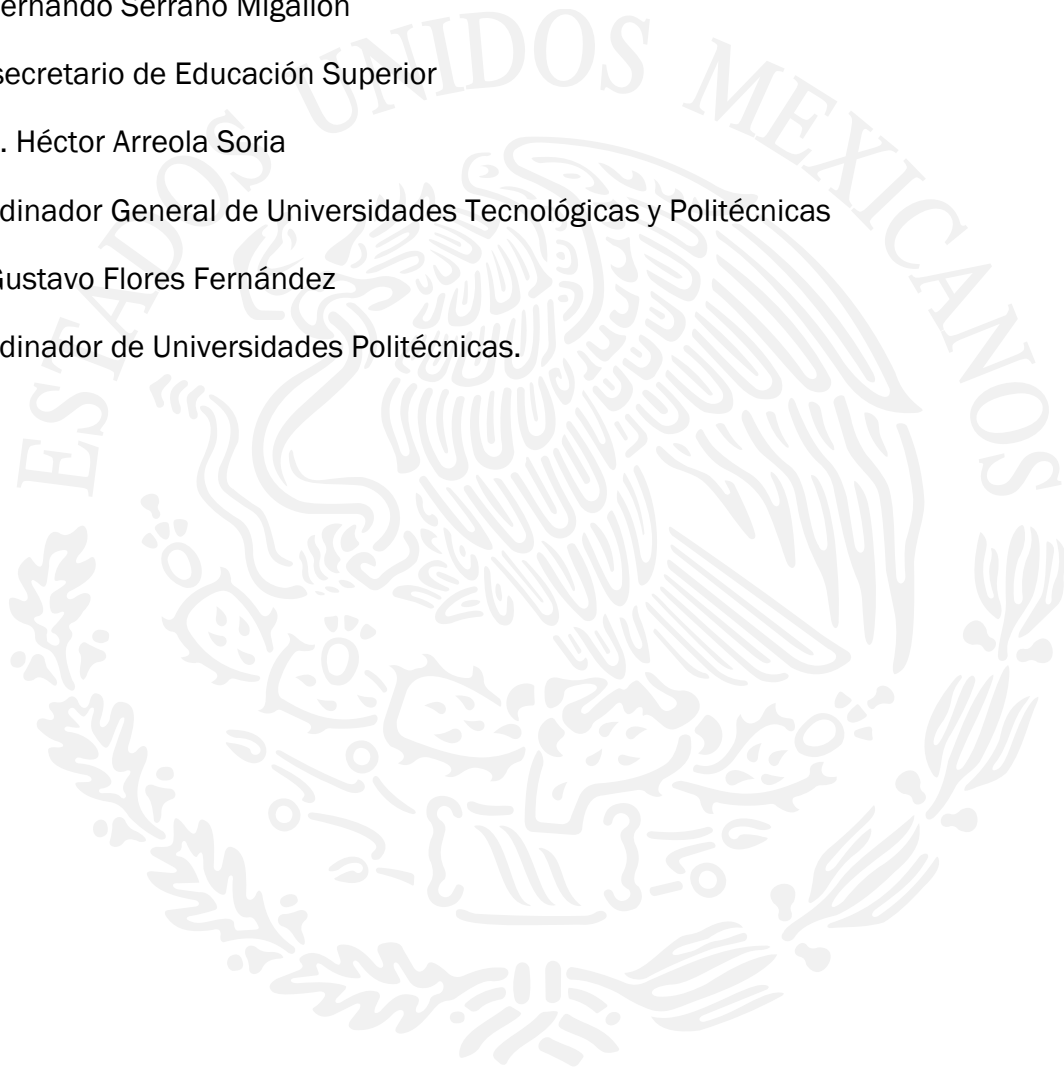 ernando Serrano Migallón
secretario de Educación Superior
. Héctor Arreola Soria
dinador General de Universidades Tecnológicas y Politécnicas
Gustavo Flores Fernández
dinador de Universidades Politécnicas.
ESTADOS UNIDOS MEXICANOS